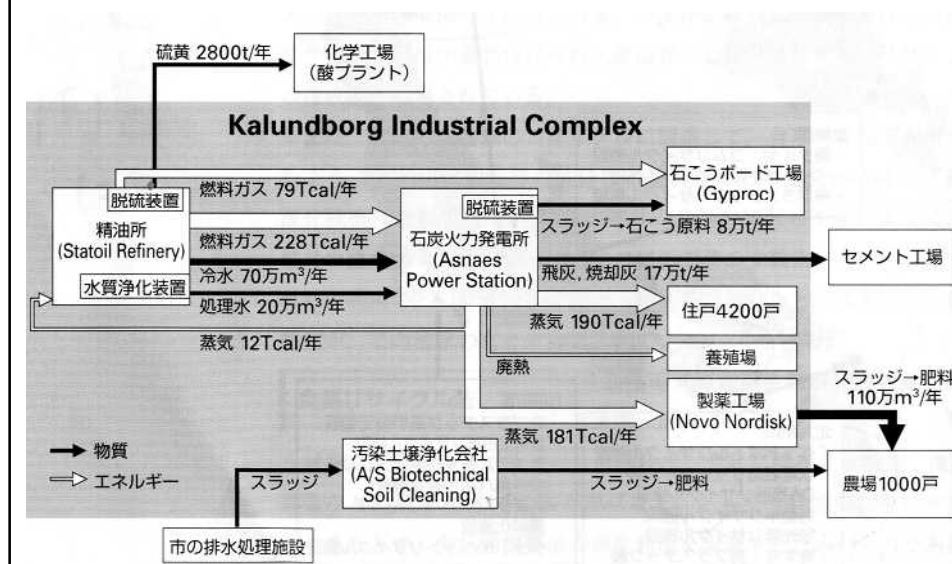 硫黄 2800t/年
化学工場
(酸プラント)
Kalundborg Industrial Complex
脱硫装置
精油所
(Statoil Refinery)
水質浄化装置
燃料ガス 79Tcal/年
燃料ガス 228Tcal/年
冷水 70万m³/年
処理水 20万m³/年
蒸気 12Tcal/年
脱硫装置
石炭火力発電所
(Asnaes
Power Station)
石こうボード工場
(Gyproc)
スラッジ→石こう原料 8万t/年
飛灰, 焼却灰 17万t/年
セメント工場
蒸気 190Tcal/年
住戸4200戸
廃熱
養殖場
蒸気 181Tcal/年
製薬工場
(Novo Nordisk)
スラッジ→肥料
110万m³/年
物質
エネルギー
スラッジ
汚染土壌浄化会社
(A/S Biotechnical
Soil Cleaning)
スラッジ→肥料
農場1000戸
市の排水処理施設